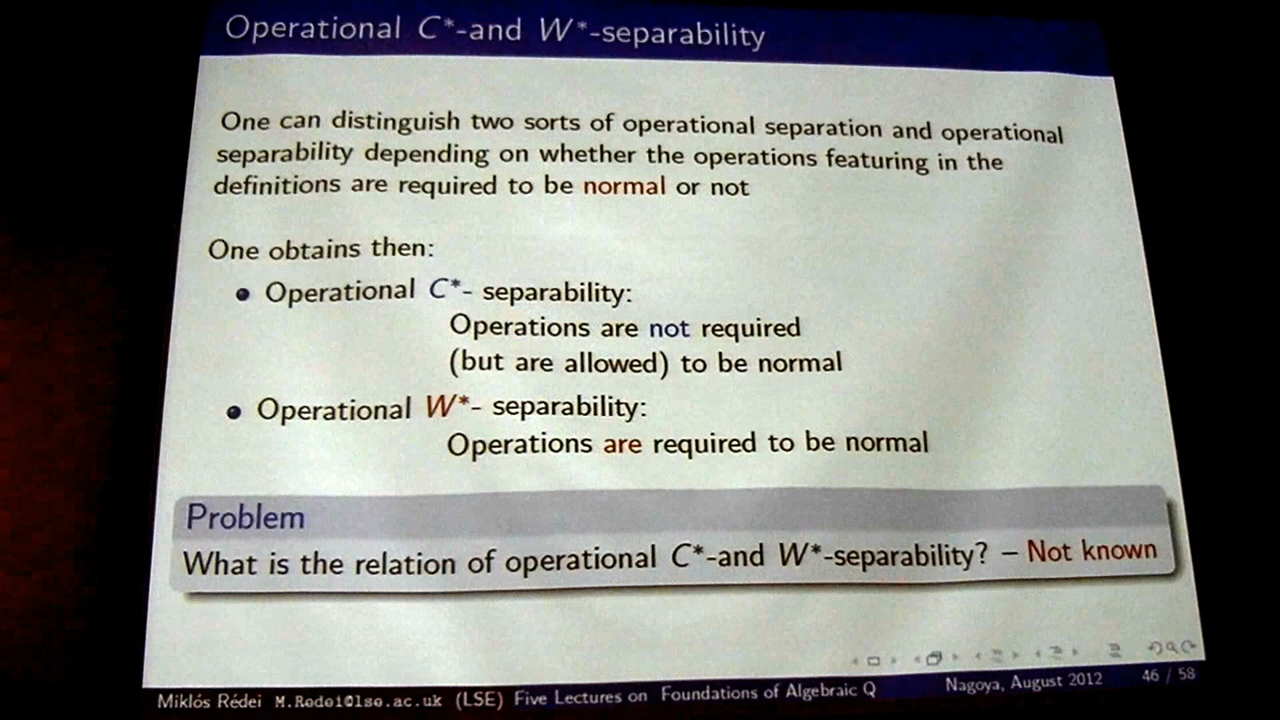 Operational C*-and W*-separability
One can distinguish two sorts of operational separation and operational
separability depending on whether the operations featuring in the
definitions are required to be normal or not
One obtains then:
• Operational C*- separability:
Operations are not required
(but are allowed) to be normal
• Operational W*- separability:
Operations are required to be normal
Problem
What is the relation of operational C*-and W*-separability? – Not known
Miklós Rédei M.Redei@lse.ac.uk (LSE) Five Lectures on Foundations of Algebraic Q Nagoya, August 2012 46 / 58